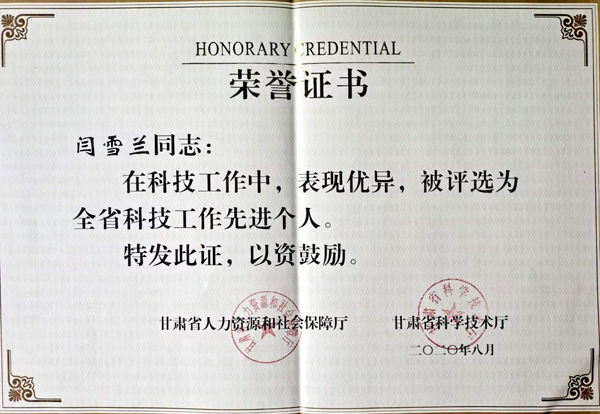 HONORARY CREDENTIAL
荣誉证书
闫雪兰同志：
在科技工作中，表现优异，被评选为
全省科技工作先进个人。
特发此证，以资鼓励。
甘肃省人力资源和社会保障厅
甘肃省科学技术厅
二〇二〇年八月